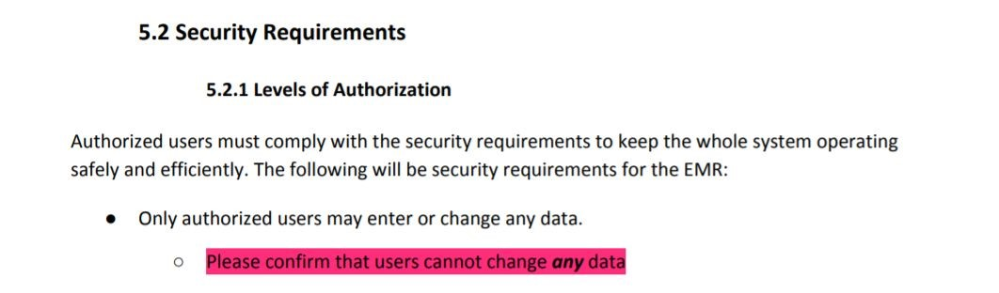 5.2 Security Requirements
5.2.1 Levels of Authorization
Authorized users must comply with the security requirements to keep the whole system operating
safely and efficiently. The following will be security requirements for the EMR:
● Only authorized users may enter or change any data.
○ Please confirm that users cannot change any data